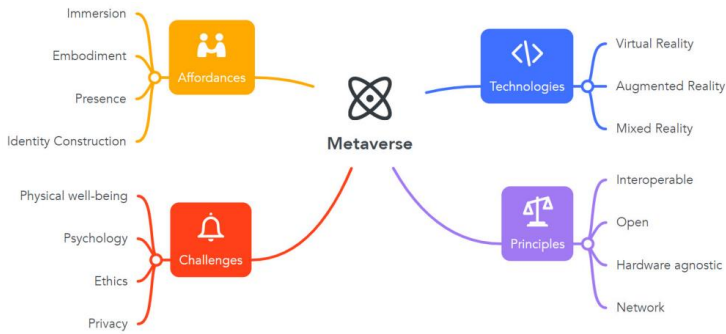 Immersion
Embodiment
Presence
Identity Construction
Affordances
Metaverse
Technologies
Virtual Reality
Augmented Reality
Mixed Reality
Physical well-being
Psychology
Ethics
Privacy
Challenges
Principles
Interoperable
Open
Hardware agnostic
Network